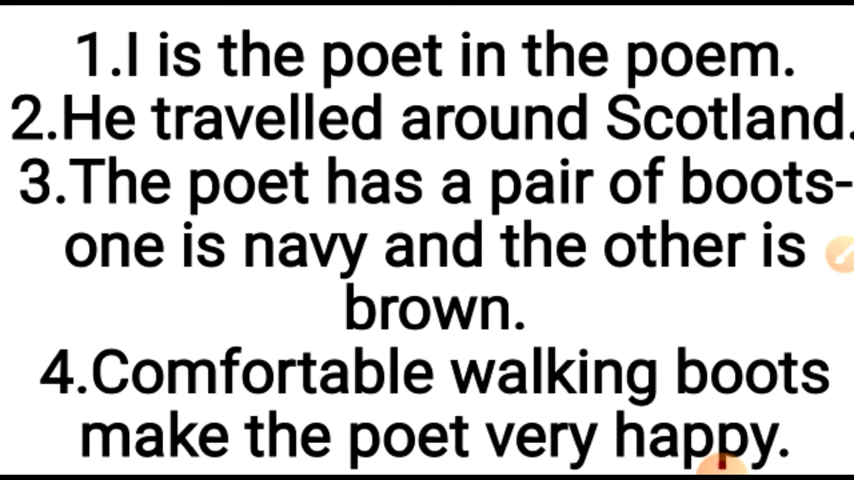 1.I is the poet in the poem.
2.He travelled around Scotland.
3.The poet has a pair of boots-
one is navy and the other is
brown.
4.Comfortable walking boots
make the poet very happy.